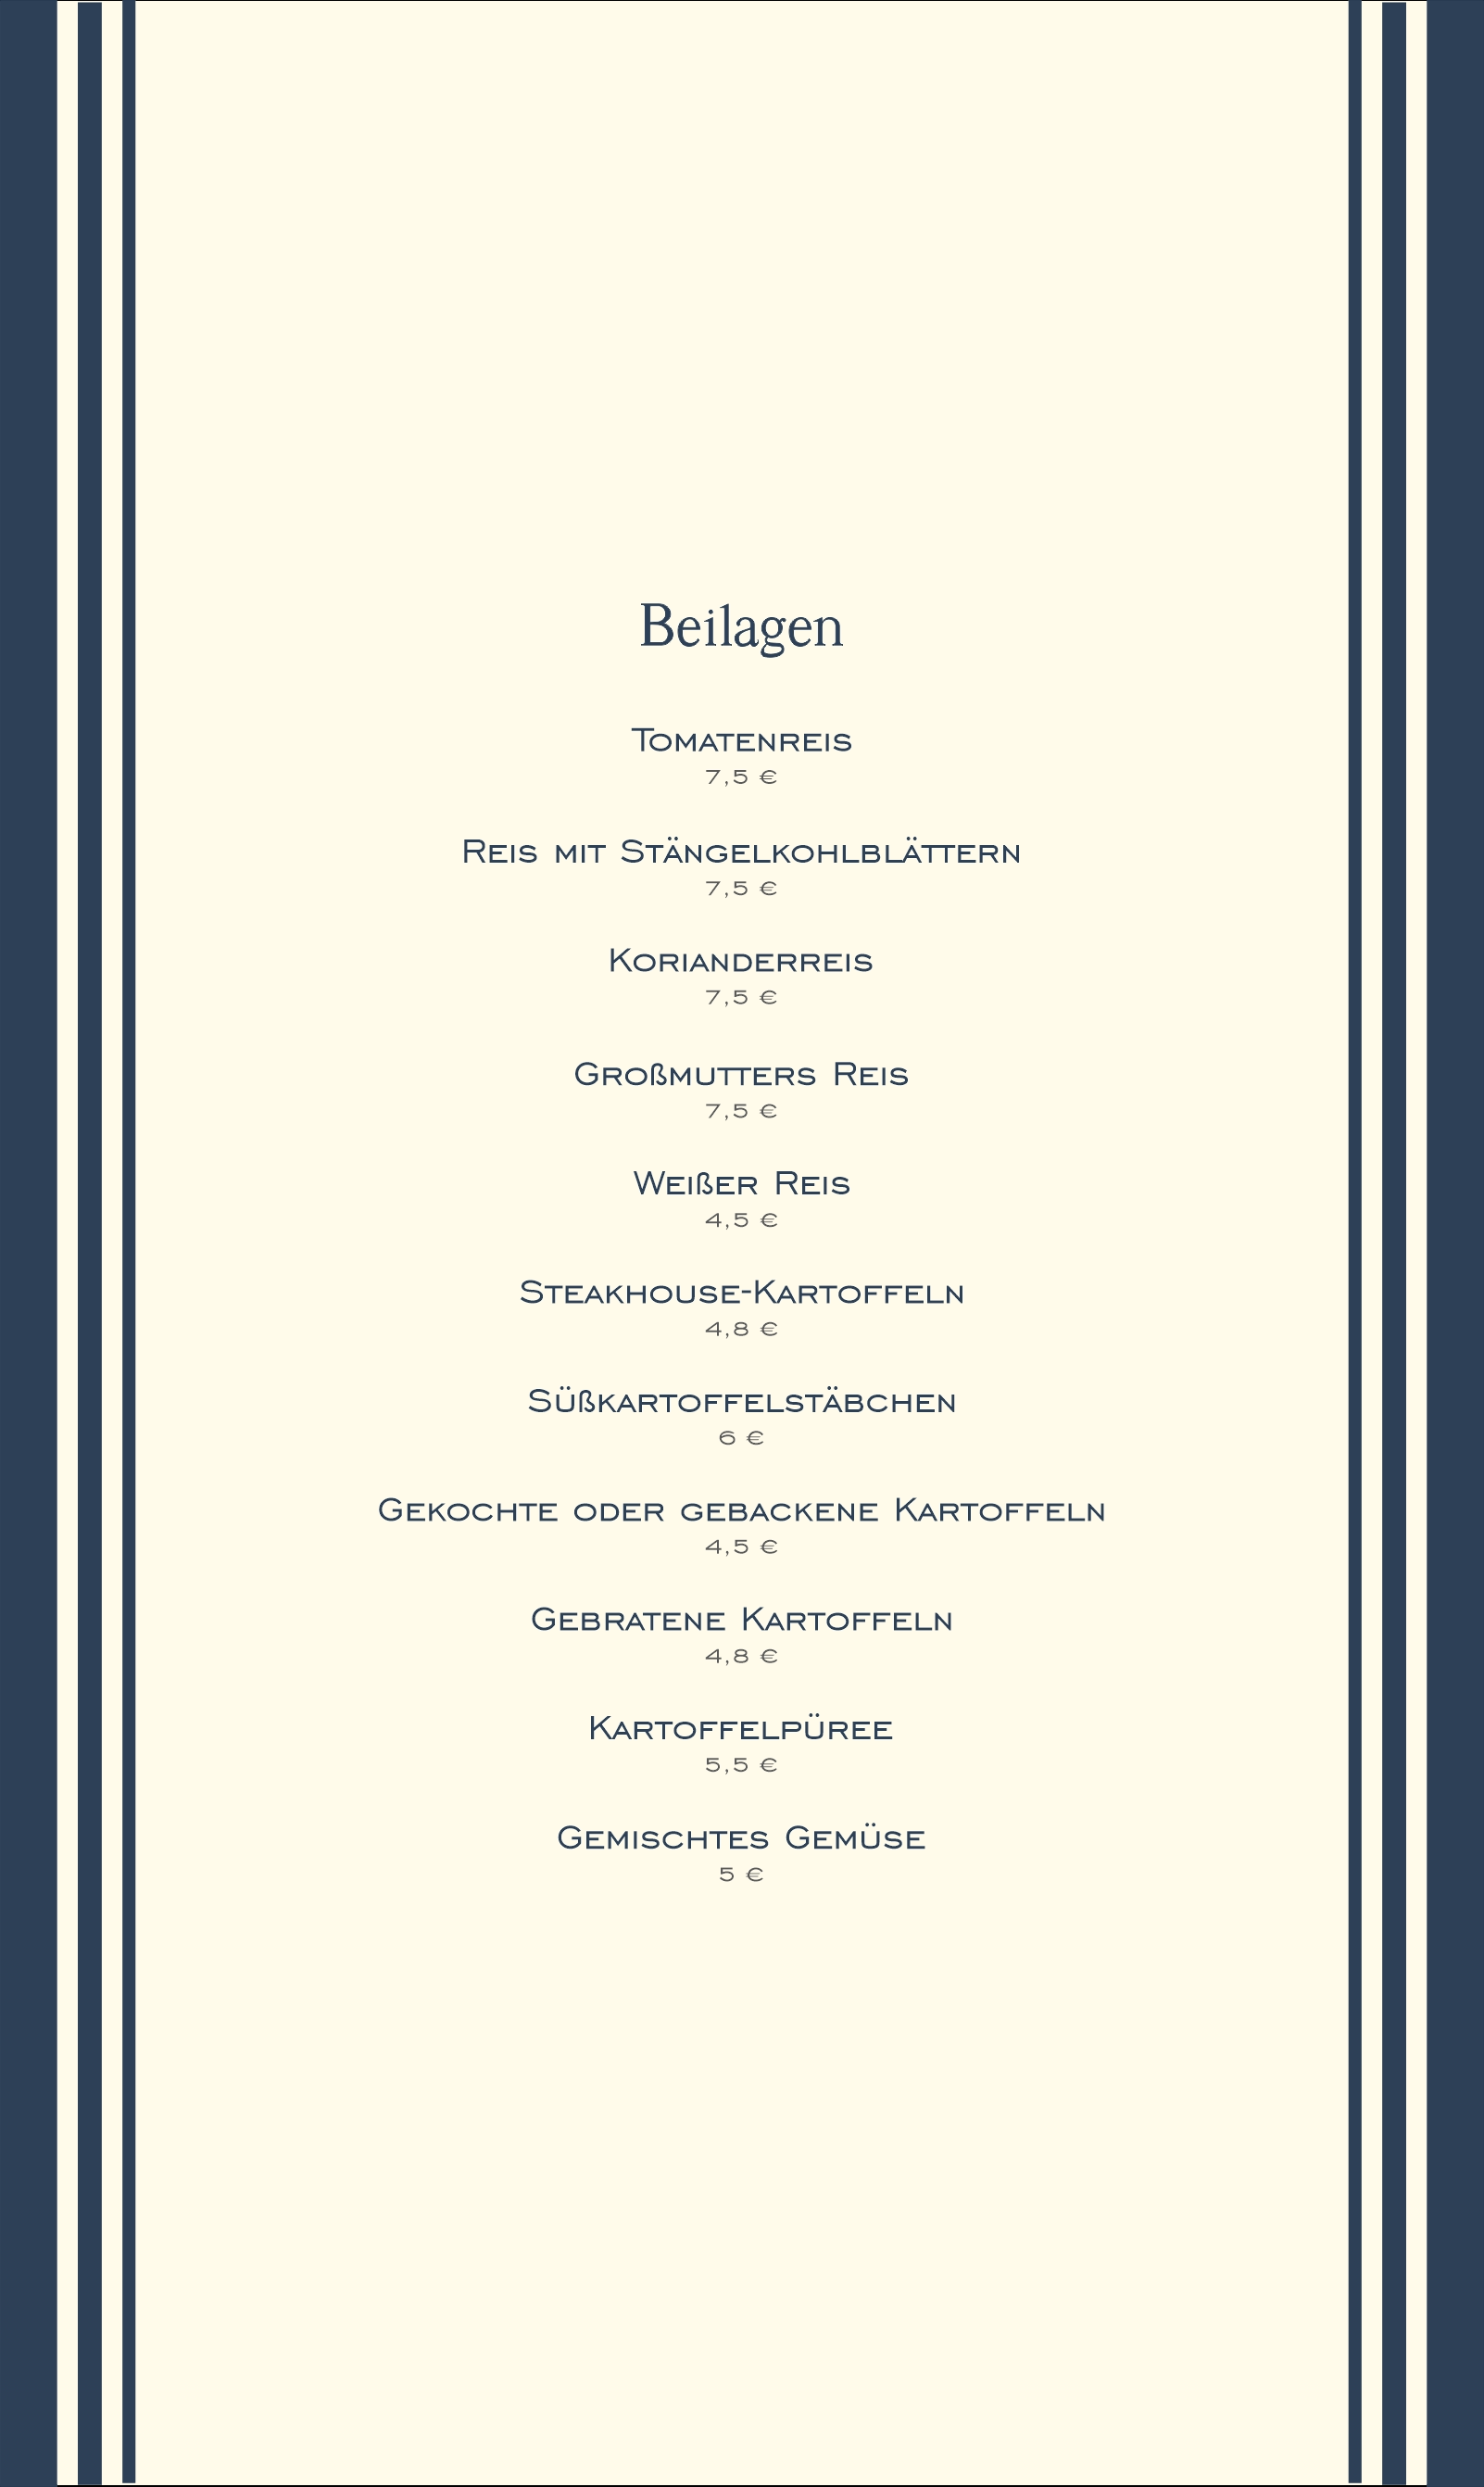 Beilagen
Tomatenreis
7,5 €
Reis mit Stängelkohlblättern
7,5 €
Korianderreis
7,5 €
Großmutters Reis
7,5 €
Weißer Reis
4,5 €
Steakhouse-Kartoffeln
4,8 €
Süßkartoffelstäbchen
6 €
Gekochte oder gebackene Kartoffeln
4,5 €
Gebratene Kartoffeln
4,8 €
Kartoffelpüree
5,5 €
Gemischtes Gemüse
5 €